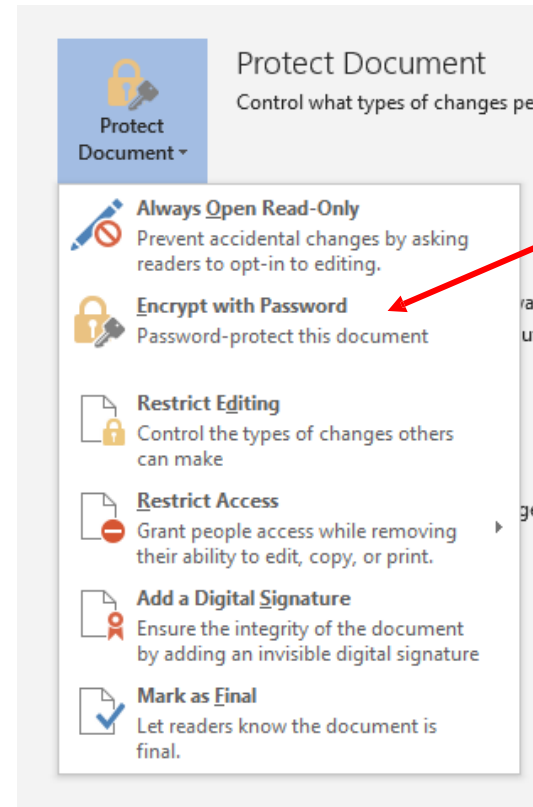 Protect Document
Control what types of changes pe
Protect
Document
Always Open Read-Only
Prevent accidental changes by asking
readers to opt-in to editing.
Encrypt with Password
Password-protect this document
Restrict Editing
Control the types of changes others
can make
Restrict Access
Grant people access while removing
their ability to edit, copy, or print.
Add a Digital Signature
Ensure the integrity of the document
by adding an invisible digital signature
Mark as Final
Let readers know the document is
final.